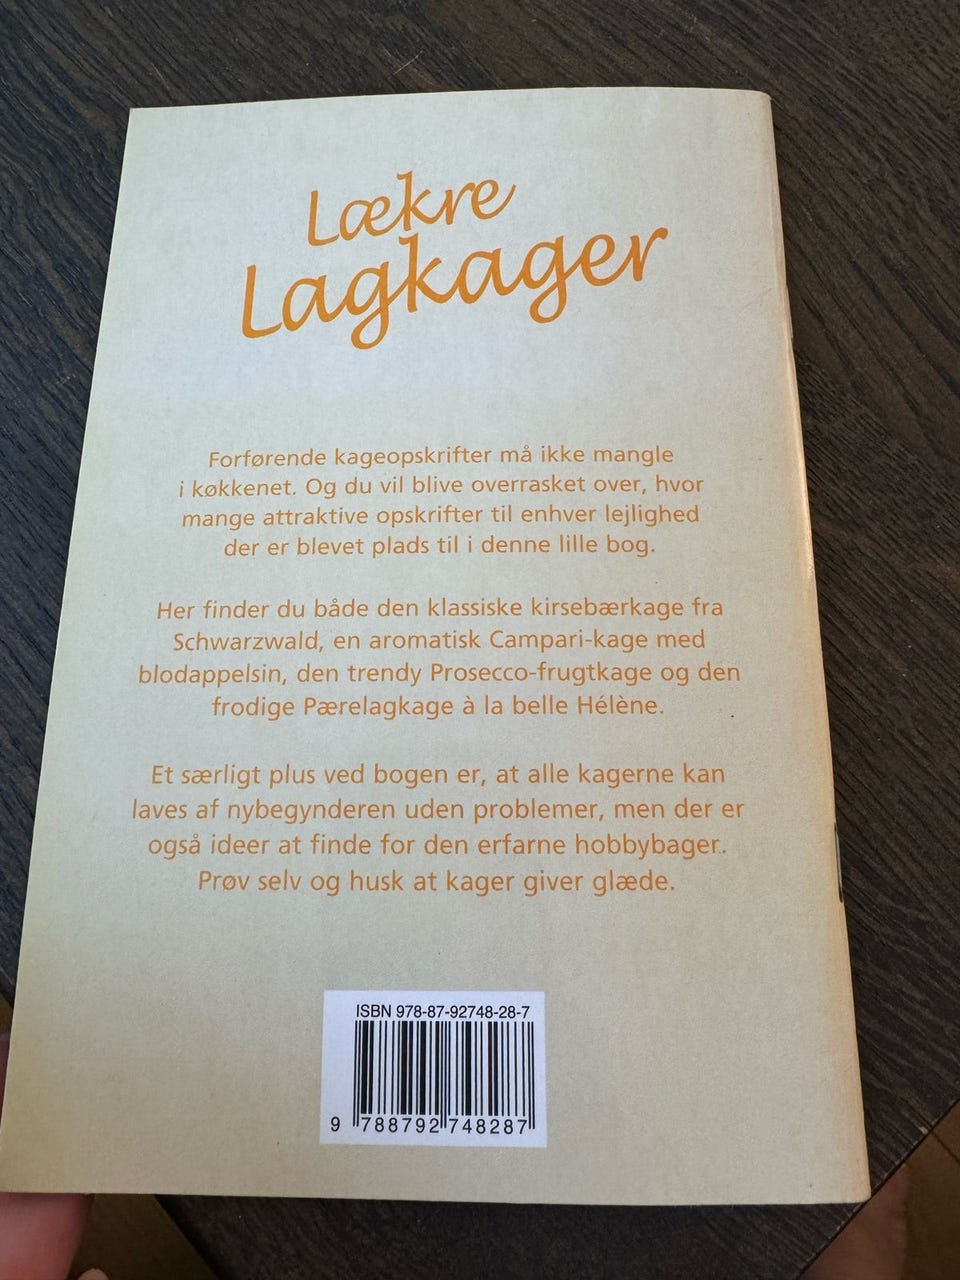 Lækre
Lagkager
Forførende kageopskrifter må ikke mangle
i køkkenet. Og du vil blive overrasket over, hvor
mange attraktive opskrifter til enhver lejlighed
der er blevet plads til i denne lille bog.
Her finder du både den klassiske kirsebærkage fra
Schwarzwald, en aromatisk Campari-kage med
blodappelsin, den trendy Prosecco-frugtkage og den
frodige Pærelagkage à la belle Hélène.
Et særligt plus ved bogen er, at alle kagerne kan
laves af nybegynderen uden problemer, men der er
også ideer at finde for den erfarne hobbybager.
Prøv selv og husk at kager giver glæde.
ISBN 978-87-92748-28-7
9 788792 748287